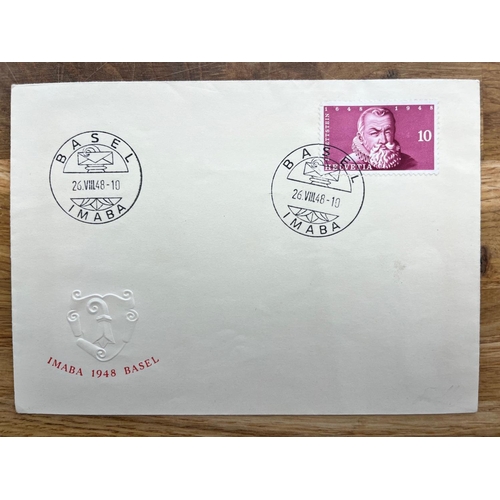 BASEL
26.VIII.48-10
IMABA
BASEL
26.VIII.48-10
IMABA
1648 1948
WETTSTEIN
10
HELVETIA
IMABA 1948 BASEL